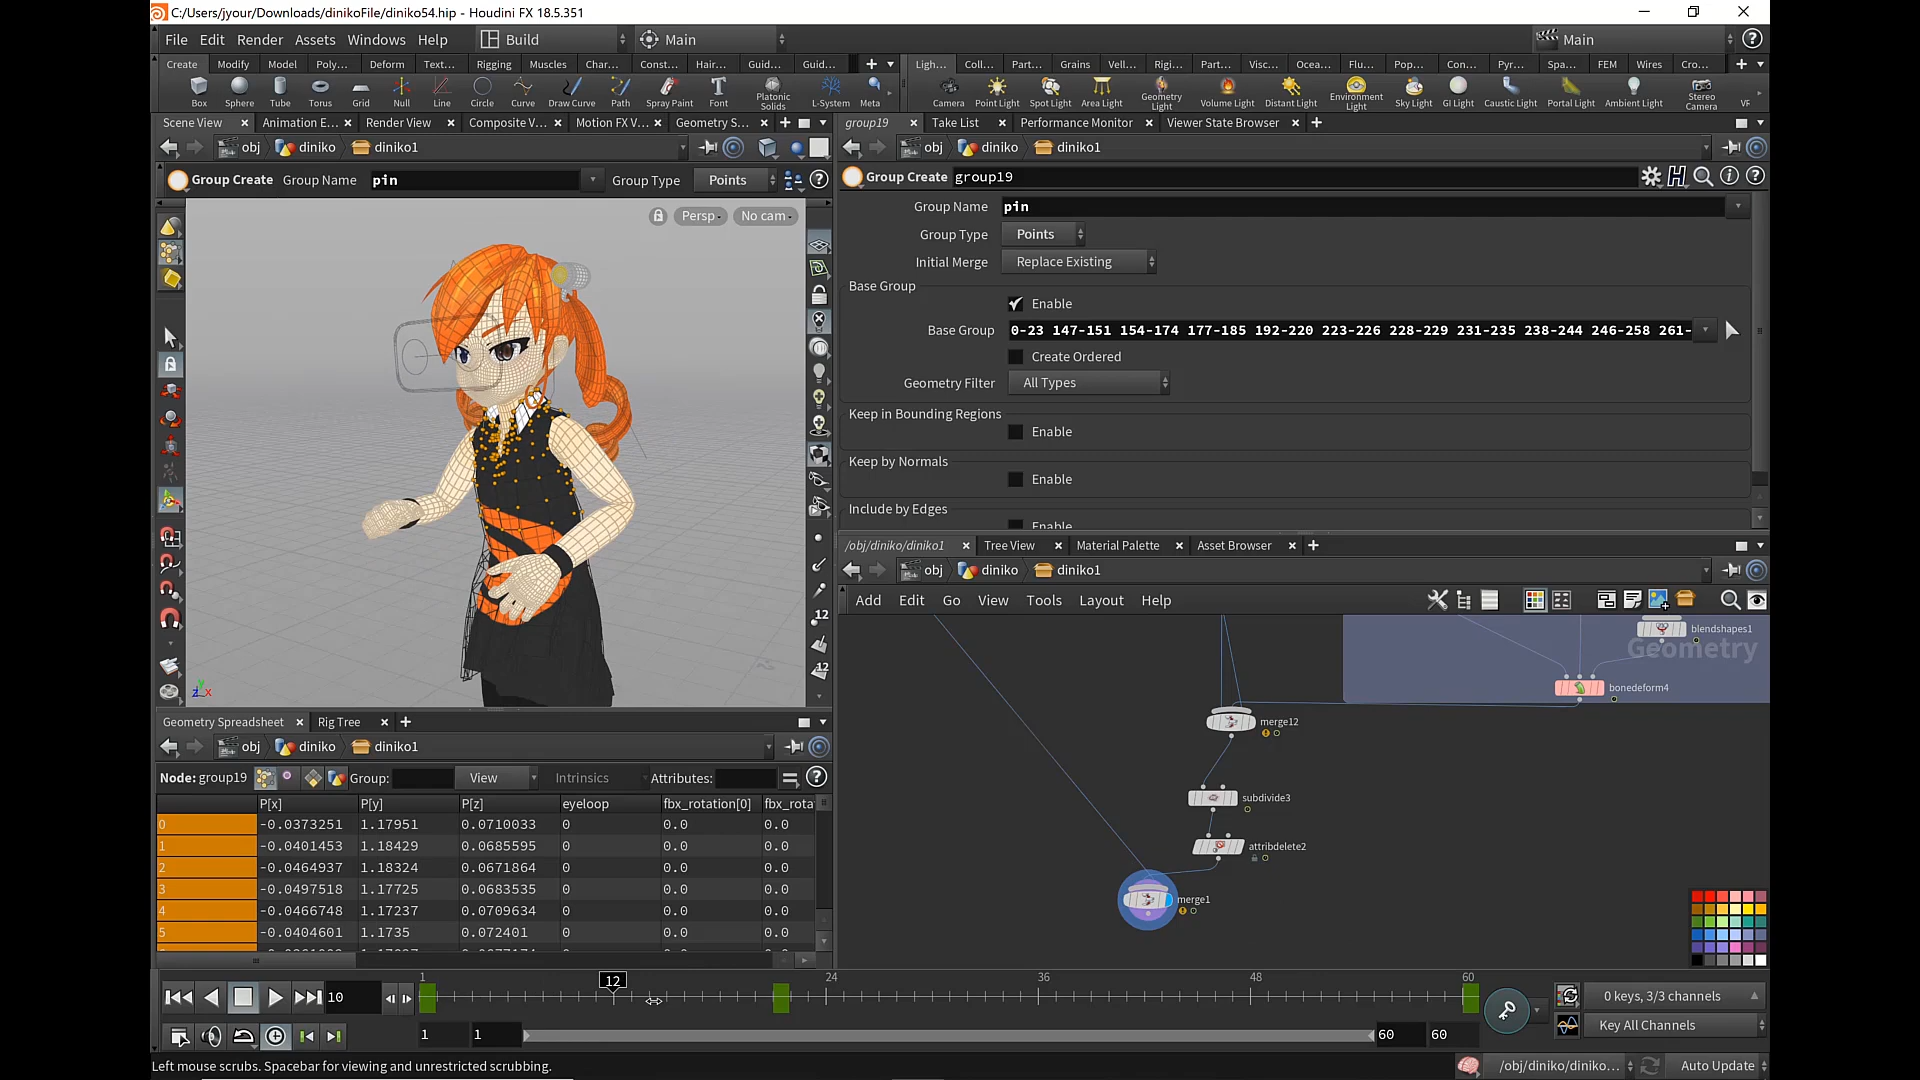 C:/Users/jyour/Downloads/dinikoFile/diniko54.hip - Houdini FX 18.5.351
File Edit Render Assets Windows Help Build Main Main
Create Modify Model Poly... Deform Text... Rigging Muscles Char... Const... Hair... Guid... Guid...
Ligh... Coll... Part... Grains Vell... Rigi... Part... Visc... Ocea... Flu... Pop... Con... Pyr... Spa... FEM Wires Cro...
Box Sphere Tube Torus Grid Null Line Circle Curve Draw Curve Path Spray Paint Font Platonic Solids L-System Meta
Camera Point Light Spot Light Area Light Geometry Light Volume Light Distant Light Environment Light Sky Light GI Light Caustic Light Portal Light Ambient Light Stereo Camera VF
Scene View Animation E... Render View Composite V... Motion FX V... Geometry S...
group19 Take List Performance Monitor Viewer State Browser
obj diniko diniko1
obj diniko diniko1
Group Create Group Name pin Group Type Points
Group Create group19
Group Name pin
Persp No cam
Group Type Points
Initial Merge Replace Existing
Base Group
Enable
Base Group 0-23 147-151 154-174 177-185 192-220 223-226 228-229 231-235 238-244 246-258 261-
Create Ordered
Geometry Filter All Types
Keep in Bounding Regions
Enable
Keep by Normals
Enable
Include by Edges
Enable
12
12
/obj/diniko/diniko1 Tree View Material Palette Asset Browser
obj diniko diniko1
Add Edit Go View Tools Layout Help
blendshapes1
Geometry
bonedeform4
merge12
subdivide3
attribdelete2
merge1
z x y
Geometry Spreadsheet Rig Tree
obj diniko diniko1
Node: group19 Group: View Intrinsics Attributes:
P[x] P[y] P[z] eyeloop fbx_rotation[0] fbx_rota
0 -0.0373251 1.17951 0.0710033 0 0.0 0.0
1 -0.0401453 1.18429 0.0685595 0 0.0 0.0
2 -0.0464937 1.18324 0.0671864 0 0.0 0.0
3 -0.0497518 1.17725 0.0683535 0 0.0 0.0
4 -0.0466748 1.17237 0.0709634 0 0.0 0.0
5 -0.0404601 1.1735 0.072401 0 0.0 0.0
1 12 24 36 48 60
10
0 keys, 3/3 channels
1 1 60 60
Key All Channels
Left mouse scrubs. Spacebar for viewing and unrestricted scrubbing.
/obj/diniko/diniko... Auto Update